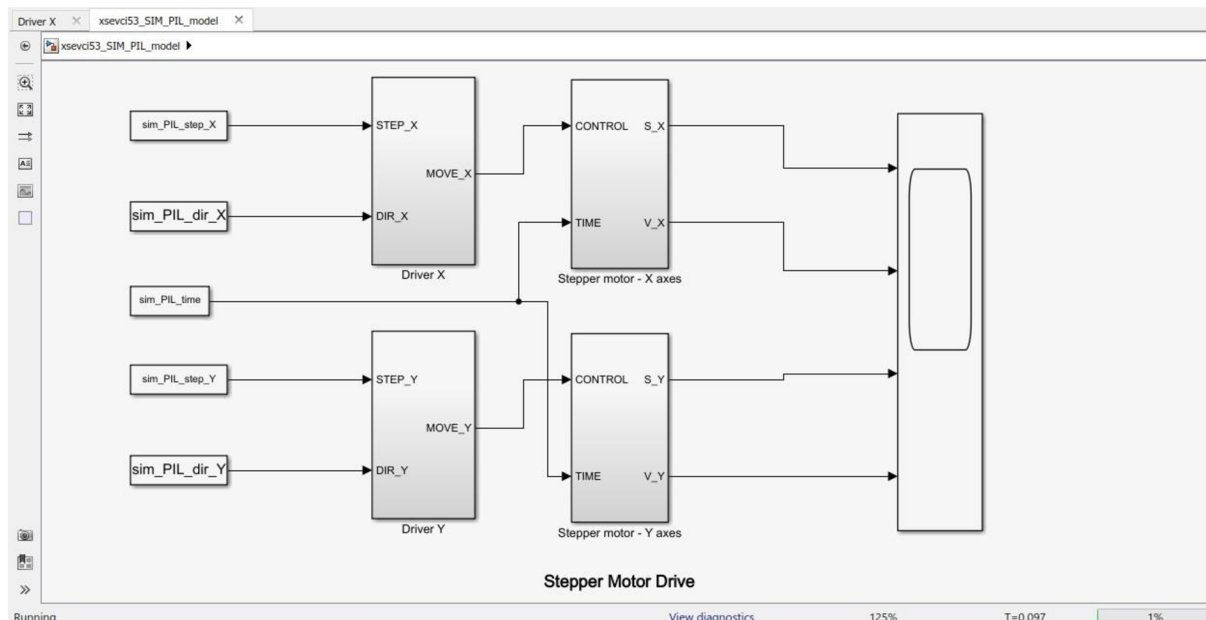 Driver X
xsevci53_SIM_PIL_model
xsevci53_SIM_PIL_model
sim_PIL_step_X
STEP_X
MOVE_X
sim_PIL_dir_X
DIR_X
Driver X
CONTROL S_X
TIME V_X
Stepper motor - X axes
sim_PIL_time
sim_PIL_step_Y
STEP_Y
MOVE_Y
sim_PIL_dir_Y
DIR_Y
Driver Y
CONTROL S_Y
TIME V_Y
Stepper motor - Y axes
Stepper Motor Drive
Running View diagnostics 125% T=0.097 1%